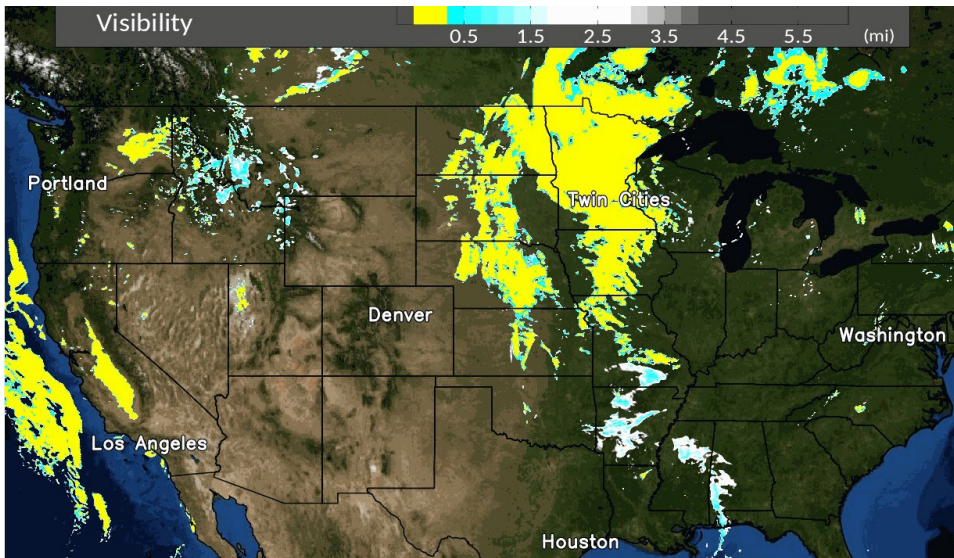 Visibility
0.5 1.5 2.5 3.5 4.5 5.5 (mi)
Portland
Twin Cities
Denver
Washington
Los Angeles
Houston